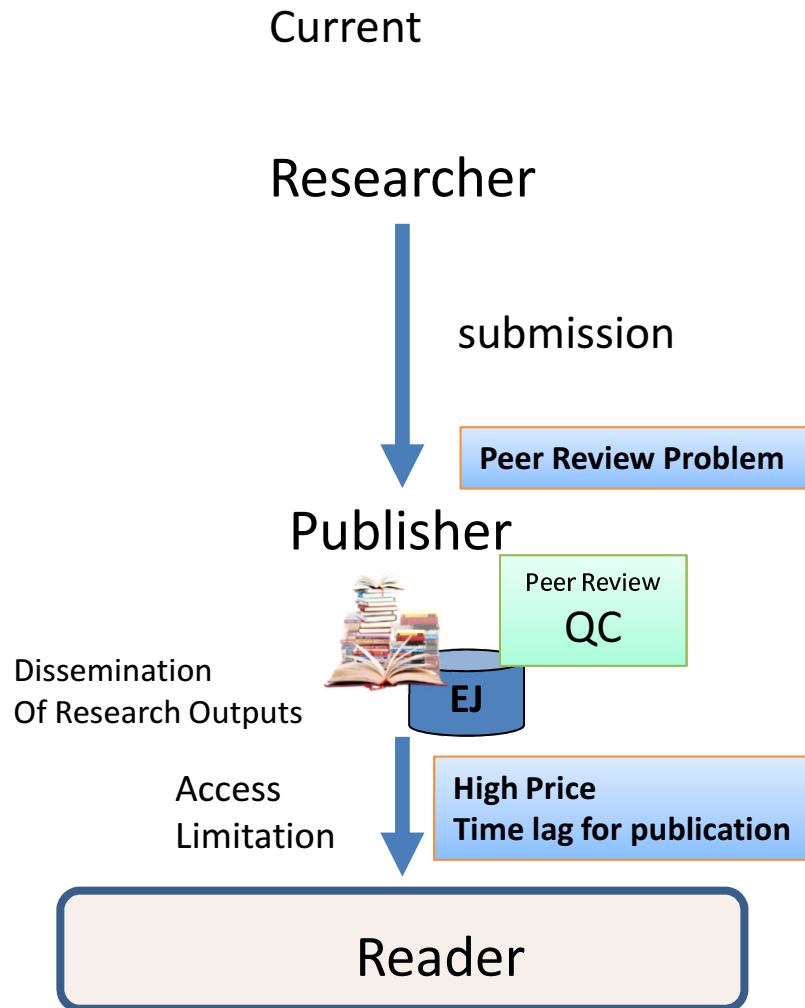 Current
Researcher
submission
Peer Review Problem
Publisher
Peer Review
QC
EJ
Dissemination
Of Research Outputs
Access
Limitation
High Price
Time lag for publication
Reader